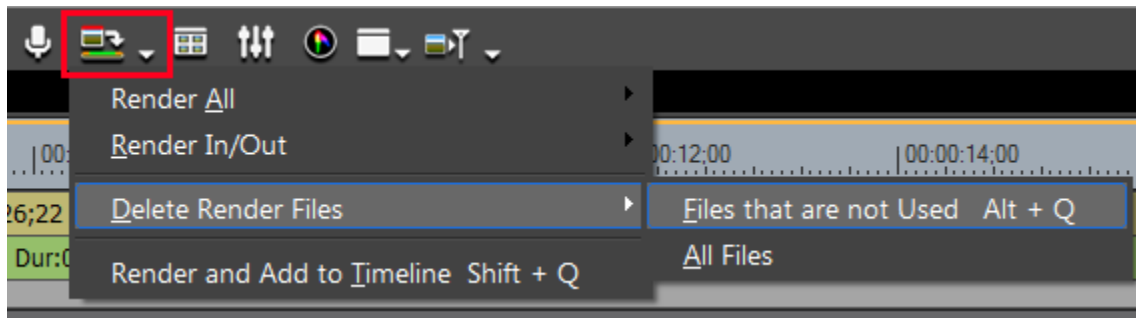 Render All
Render In/Out
00:
00:12;00
00:00:14;00
26;22
Delete Render Files
Files that are not Used Alt + Q
Dur:0
All Files
Render and Add to Timeline Shift + Q